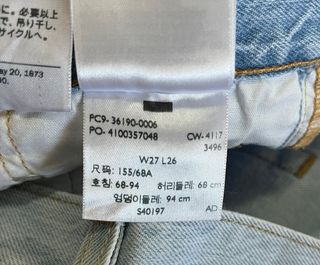 に。必要以上
で、吊り干し
サイクルへ。
ay 20, 1873
PC9-36190-0006
PO- 4100357048
CW-4117
3496
W27 L26
尺码: 155/68A
호칭: 68-94 허리둘레: 68 cm
엉덩이둘레: 94 cm
S40197 AD